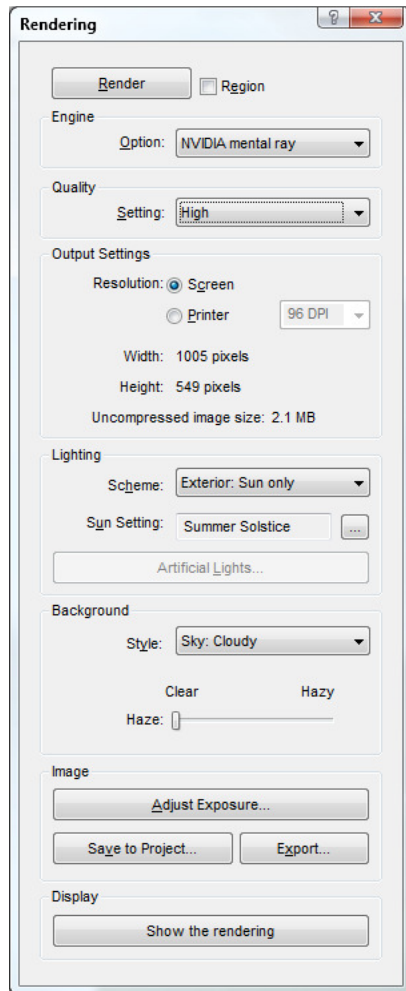 Rendering
?
Render
Region
Engine
Option: NVIDIA mental ray
Quality
Setting: High
Output Settings
Resolution: Screen
Printer 96 DPI
Width: 1005 pixels
Height: 549 pixels
Uncompressed image size: 2.1 MB
Lighting
Scheme: Exterior: Sun only
Sun Setting: Summer Solstice ...
Artificial Lights...
Background
Style: Sky: Cloudy
Clear Hazy
Haze:
Image
Adjust Exposure...
Save to Project... Export...
Display
Show the rendering